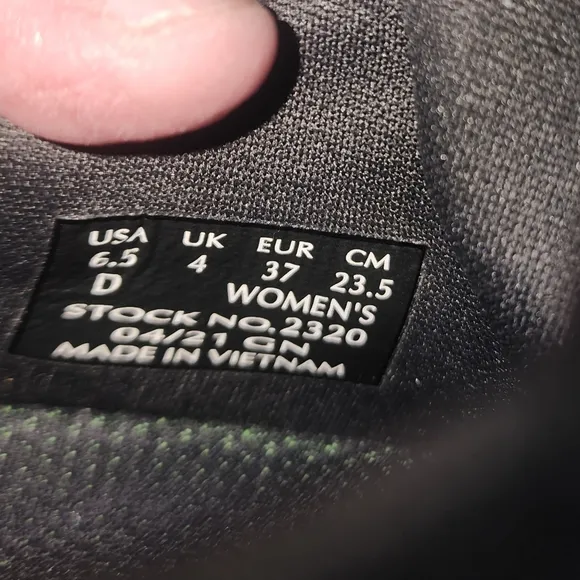 USA UK EUR CM
6.5 4 37 23.5
D WOMEN'S
STOCK NO. 2320
04/21 GN
MADE IN VIETNAM